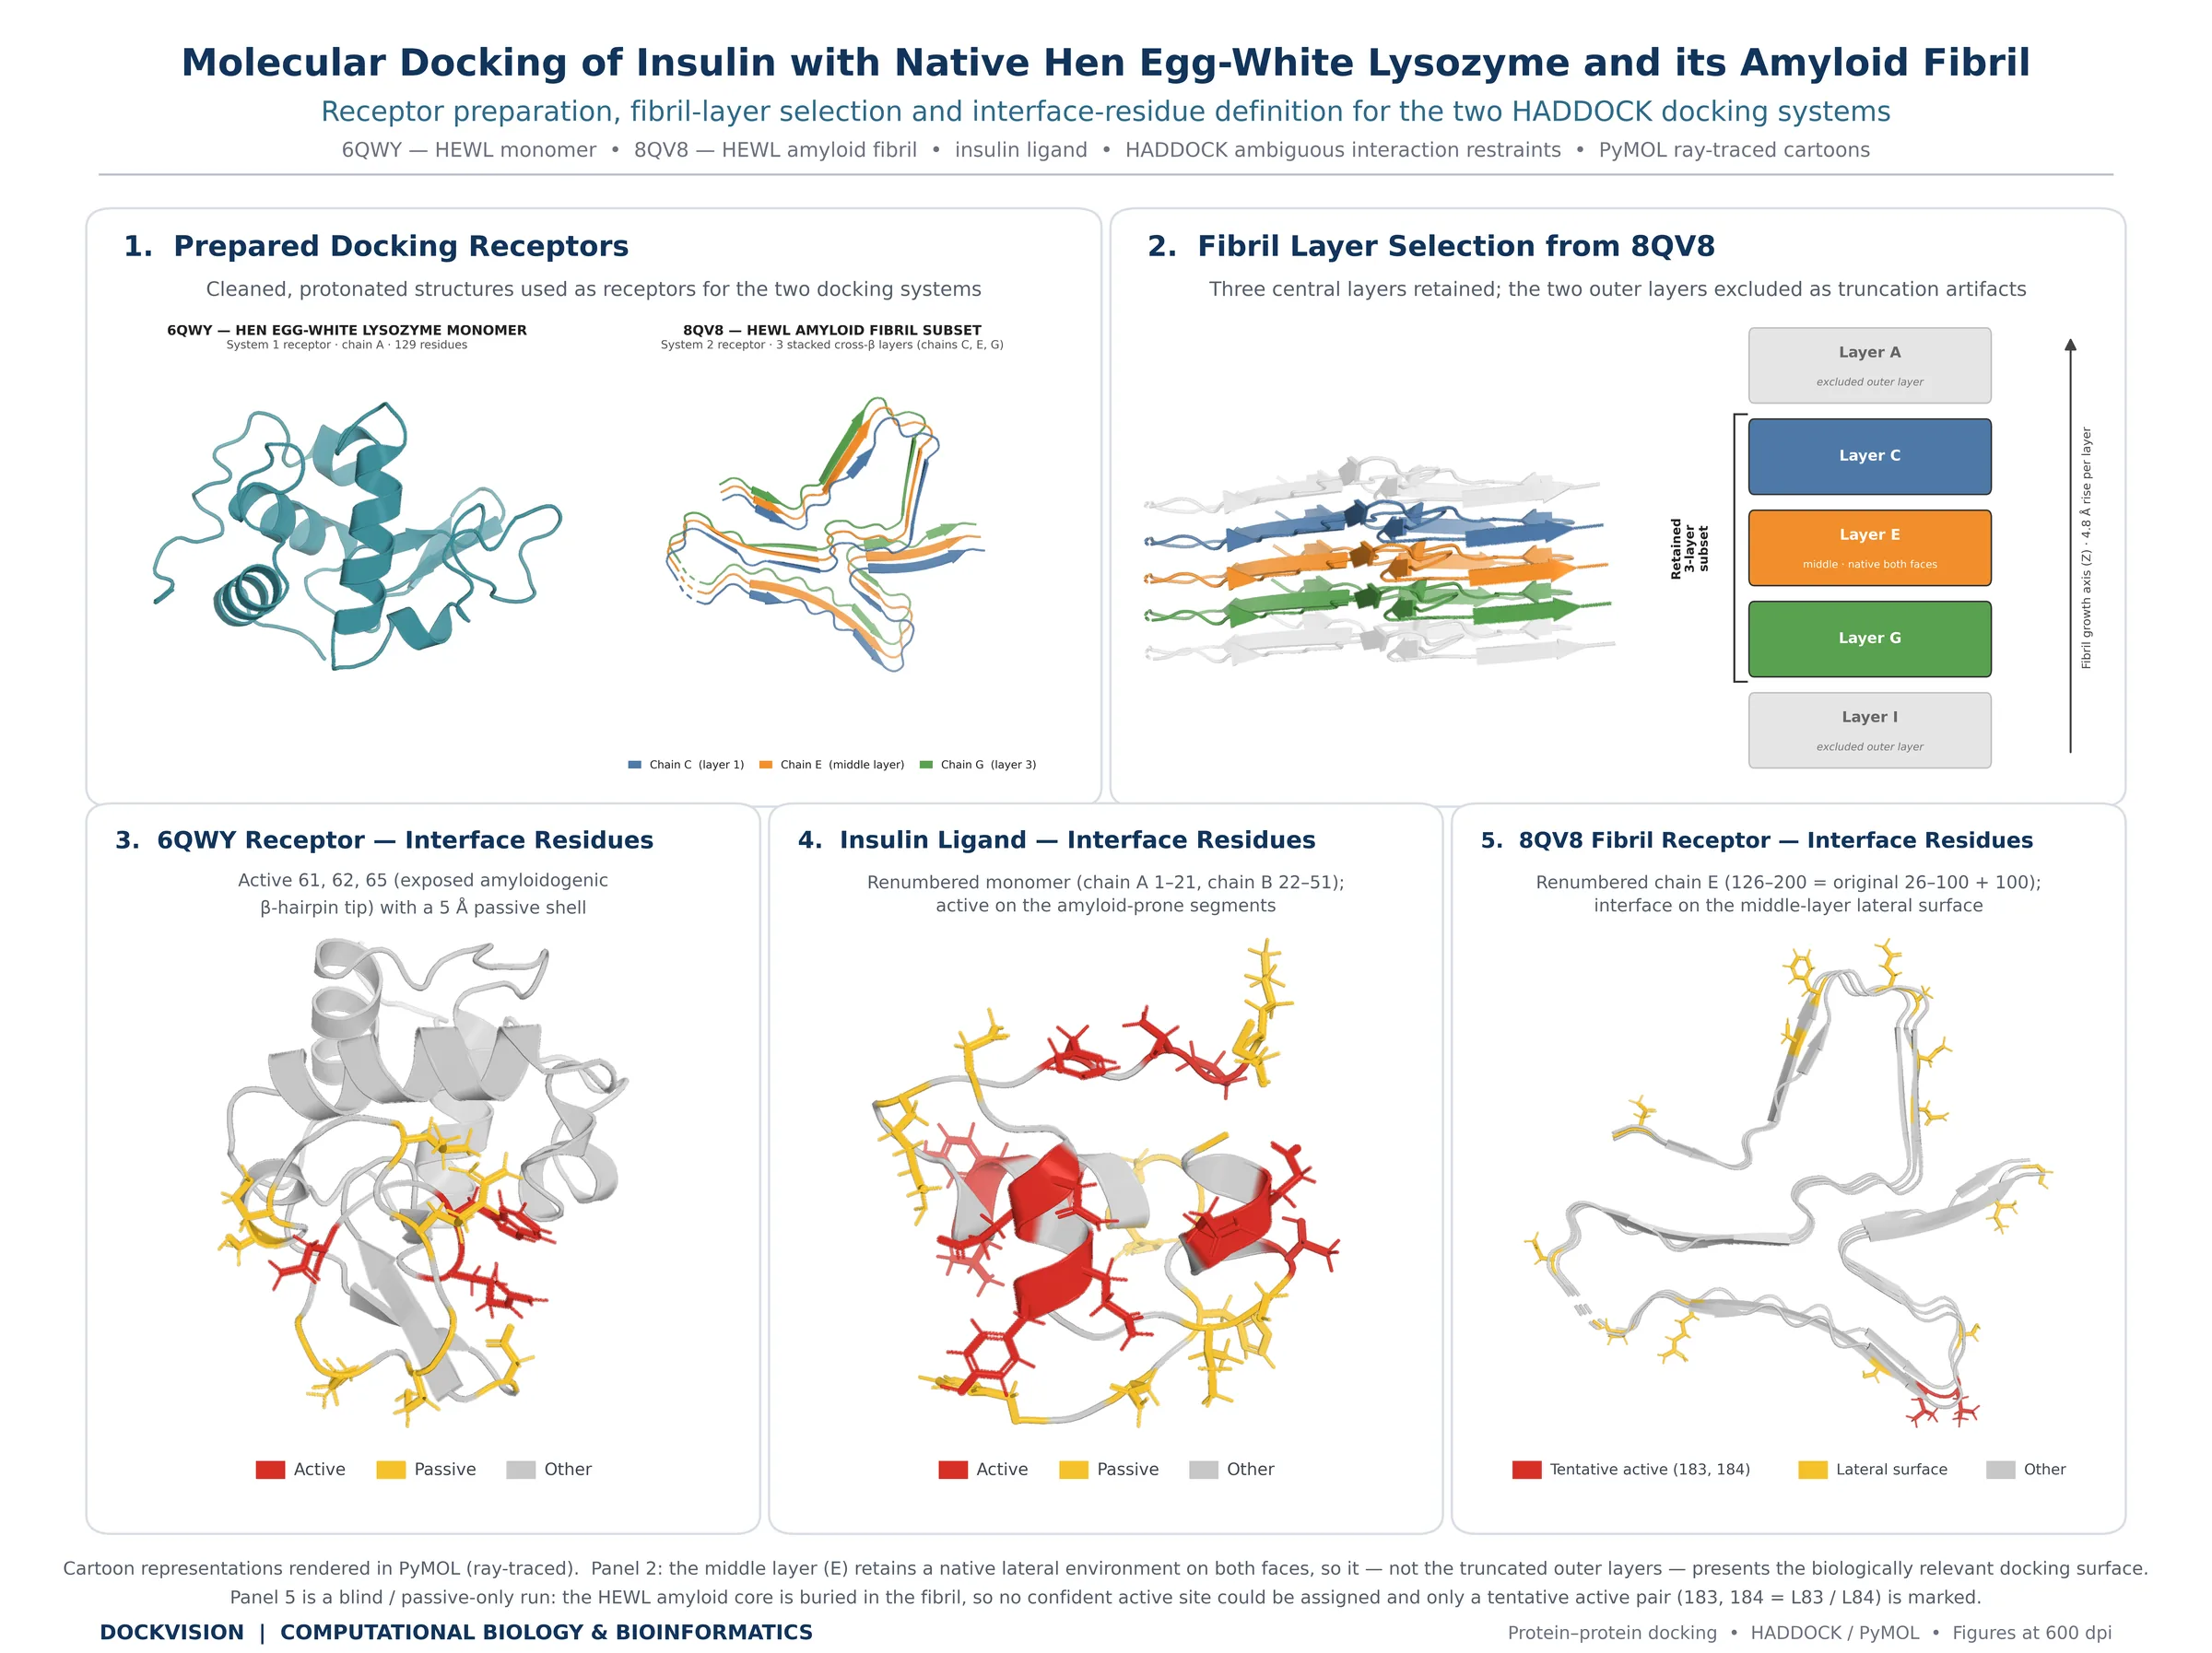 Molecular Docking of Insulin with Native Hen Egg-White Lysozyme and its Amyloid Fibril
Receptor preparation, fibril-layer selection and interface-residue definition for the two HADDOCK docking systems
6QWY — HEWL monomer • 8QV8 — HEWL amyloid fibril • insulin ligand • HADDOCK ambiguous interaction restraints • PyMOL ray-traced cartoons
1. Prepared Docking Receptors
Cleaned, protonated structures used as receptors for the two docking systems
6QWY — HEN EGG-WHITE LYSOZYME MONOMER
System 1 receptor · chain A · 129 residues
8QV8 — HEWL AMYLOID FIBRIL SUBSET
System 2 receptor · 3 stacked cross-β layers (chains C, E, G)
Chain C (layer 1)
Chain E (middle layer)
Chain G (layer 3)
2. Fibril Layer Selection from 8QV8
Three central layers retained; the two outer layers excluded as truncation artifacts
Layer A
excluded outer layer
Layer C
Layer E
middle · native both faces
Layer G
Layer I
excluded outer layer
Retained
3-layer
subset
Fibril growth axis (Z) · 4.8 Å rise per layer
3. 6QWY Receptor — Interface Residues
Active 61, 62, 65 (exposed amyloidogenic
β-hairpin tip) with a 5 Å passive shell
Active
Passive
Other
4. Insulin Ligand — Interface Residues
Renumbered monomer (chain A 1–21, chain B 22–51);
active on the amyloid-prone segments
Active
Passive
Other
5. 8QV8 Fibril Receptor — Interface Residues
Renumbered chain E (126–200 = original 26–100 + 100);
interface on the middle-layer lateral surface
Tentative active (183, 184)
Lateral surface
Other
Cartoon representations rendered in PyMOL (ray-traced). Panel 2: the middle layer (E) retains a native lateral environment on both faces, so it — not the truncated outer layers — presents the biologically relevant docking surface.
Panel 5 is a blind / passive-only run: the HEWL amyloid core is buried in the fibril, so no confident active site could be assigned and only a tentative active pair (183, 184 = L83 / L84) is marked.
DOCKVISION | COMPUTATIONAL BIOLOGY & BIOINFORMATICS
Protein–protein docking • HADDOCK / PyMOL • Figures at 600 dpi